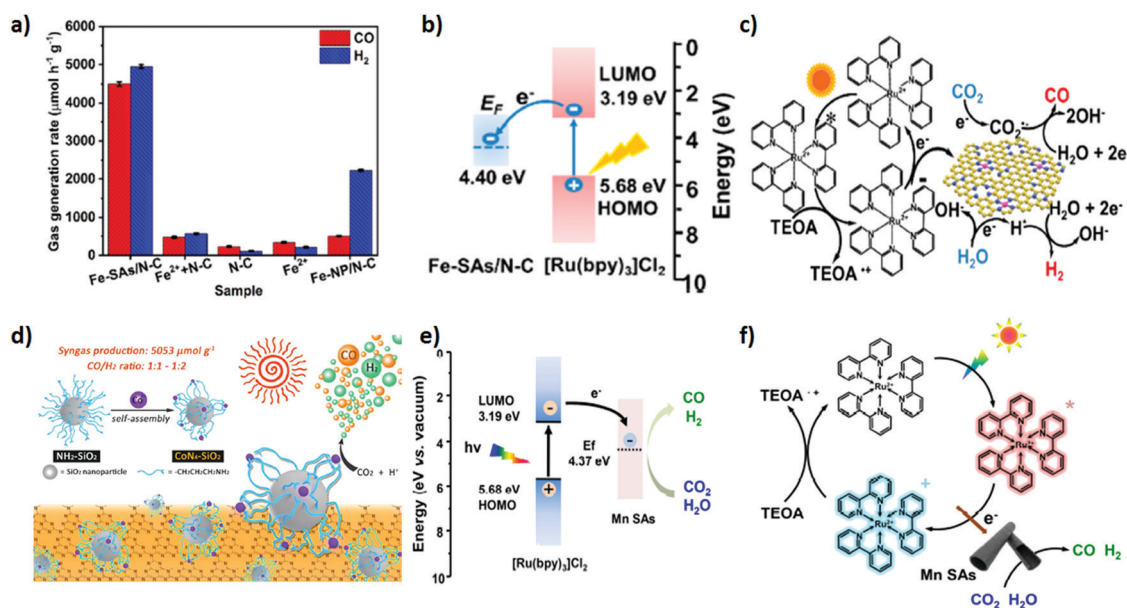 a)
Gas generation rate (μmol h⁻¹ g⁻¹)
6000
5000
4000
3000
2000
1000
500
0
CO
H₂
Fe-SAs/N-C
Fe²⁺+N-C
N-C
Fe²⁺
Fe-NP/N-C
Sample
b)
E_F
e⁻
4.40 eV
LUMO
3.19 eV
5.68 eV
HOMO
0
2
4
6
8
10
Energy (eV)
Fe-SAs/N-C
[Ru(bpy)₃]Cl₂
c)
*
N
Ru²⁺
TEOA
TEOA•+
e⁻
-
CO₂
e⁻
CO₂•⁻
CO
2OH⁻
H₂O + 2e
H₂O + 2e⁻
OH⁻
OH⁻
e⁻
H•
H₂O
H₂
d)
Syngas production: 5053 μmol g⁻¹
CO/H₂ ratio: 1:1 - 1:2
Co
self-assembly
NH₂-SiO₂
CoN₄-SiO₂
= SiO₂ nanoparticle
= -CH₂CH₂CH₂NH₂
CO
H₂
CO₂ + H⁺
e)
Energy (eV vs. vacuum)
0
2
4
6
8
10
LUMO
3.19 eV
hν
5.68 eV
HOMO
[Ru(bpy)₃]Cl₂
e⁻
Ef
4.37 eV
Mn SAs
CO
H₂
CO₂
H₂O
f)
TEOA ·+
TEOA
N
Ru²⁺
*
+
e⁻
Mn SAs
CO H₂
CO₂ H₂O